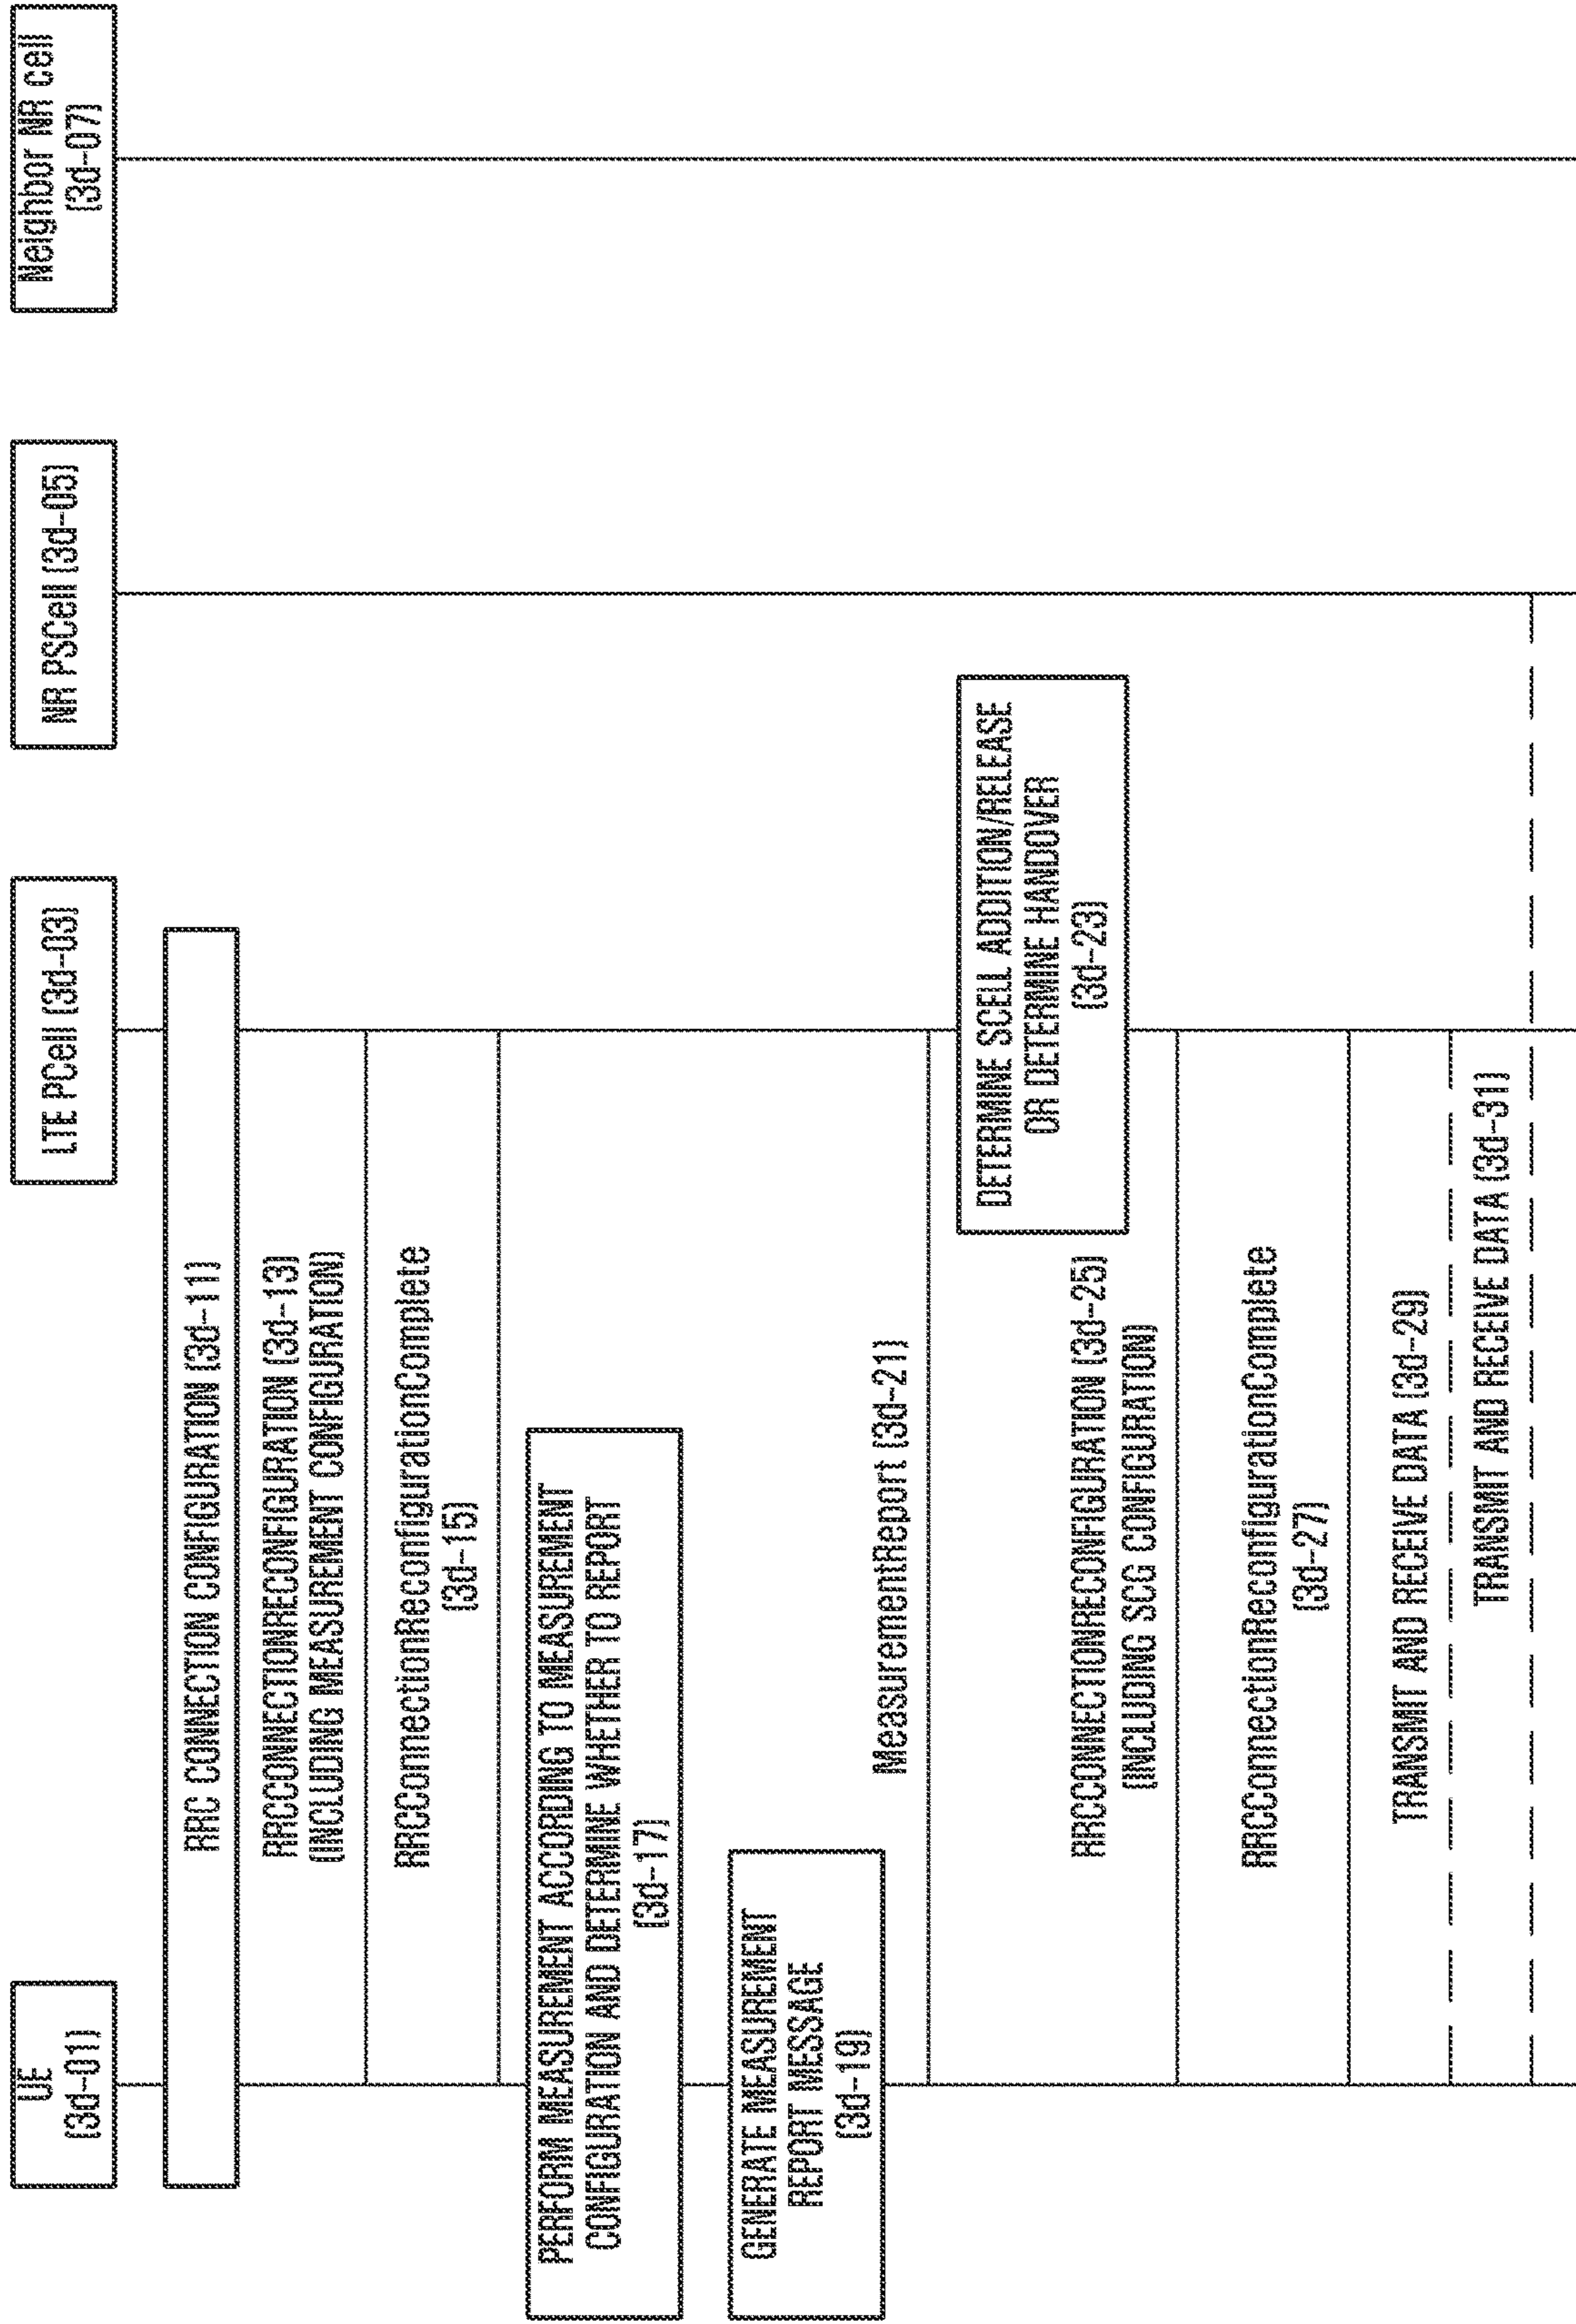 UE
(3d-01)
LTE PCell (3d-03)
NR PSCell (3d-05)
Neighbor NR cell
(3d-07)
RRC CONNECTION CONFIGURATION (3d-11)
RRCCONNECTIONRECONFIGURATION (3d-13)
(INCLUDING MEASUREMENT CONFIGURATION)
RRCConnectionReconfigurationComplete
(3d-15)
PERFORM MEASUREMENT ACCORDING TO MEASUREMENT
CONFIGURATION AND DETERMINE WHETHER TO REPORT
(3d-17)
GENERATE MEASUREMENT
REPORT MESSAGE
(3d-19)
MeasurementReport (3d-21)
DETERMINE SCELL ADDITION/RELEASE
OR DETERMINE HANDOVER
(3d-23)
RRCCONNECTIONRECONFIGURATION (3d-25)
(INCLUDING SCG CONFIGURATION)
RRCConnectionReconfigurationComplete
(3d-27)
TRANSMIT AND RECEIVE DATA (3d-29)
TRANSMIT AND RECEIVE DATA (3d-31)